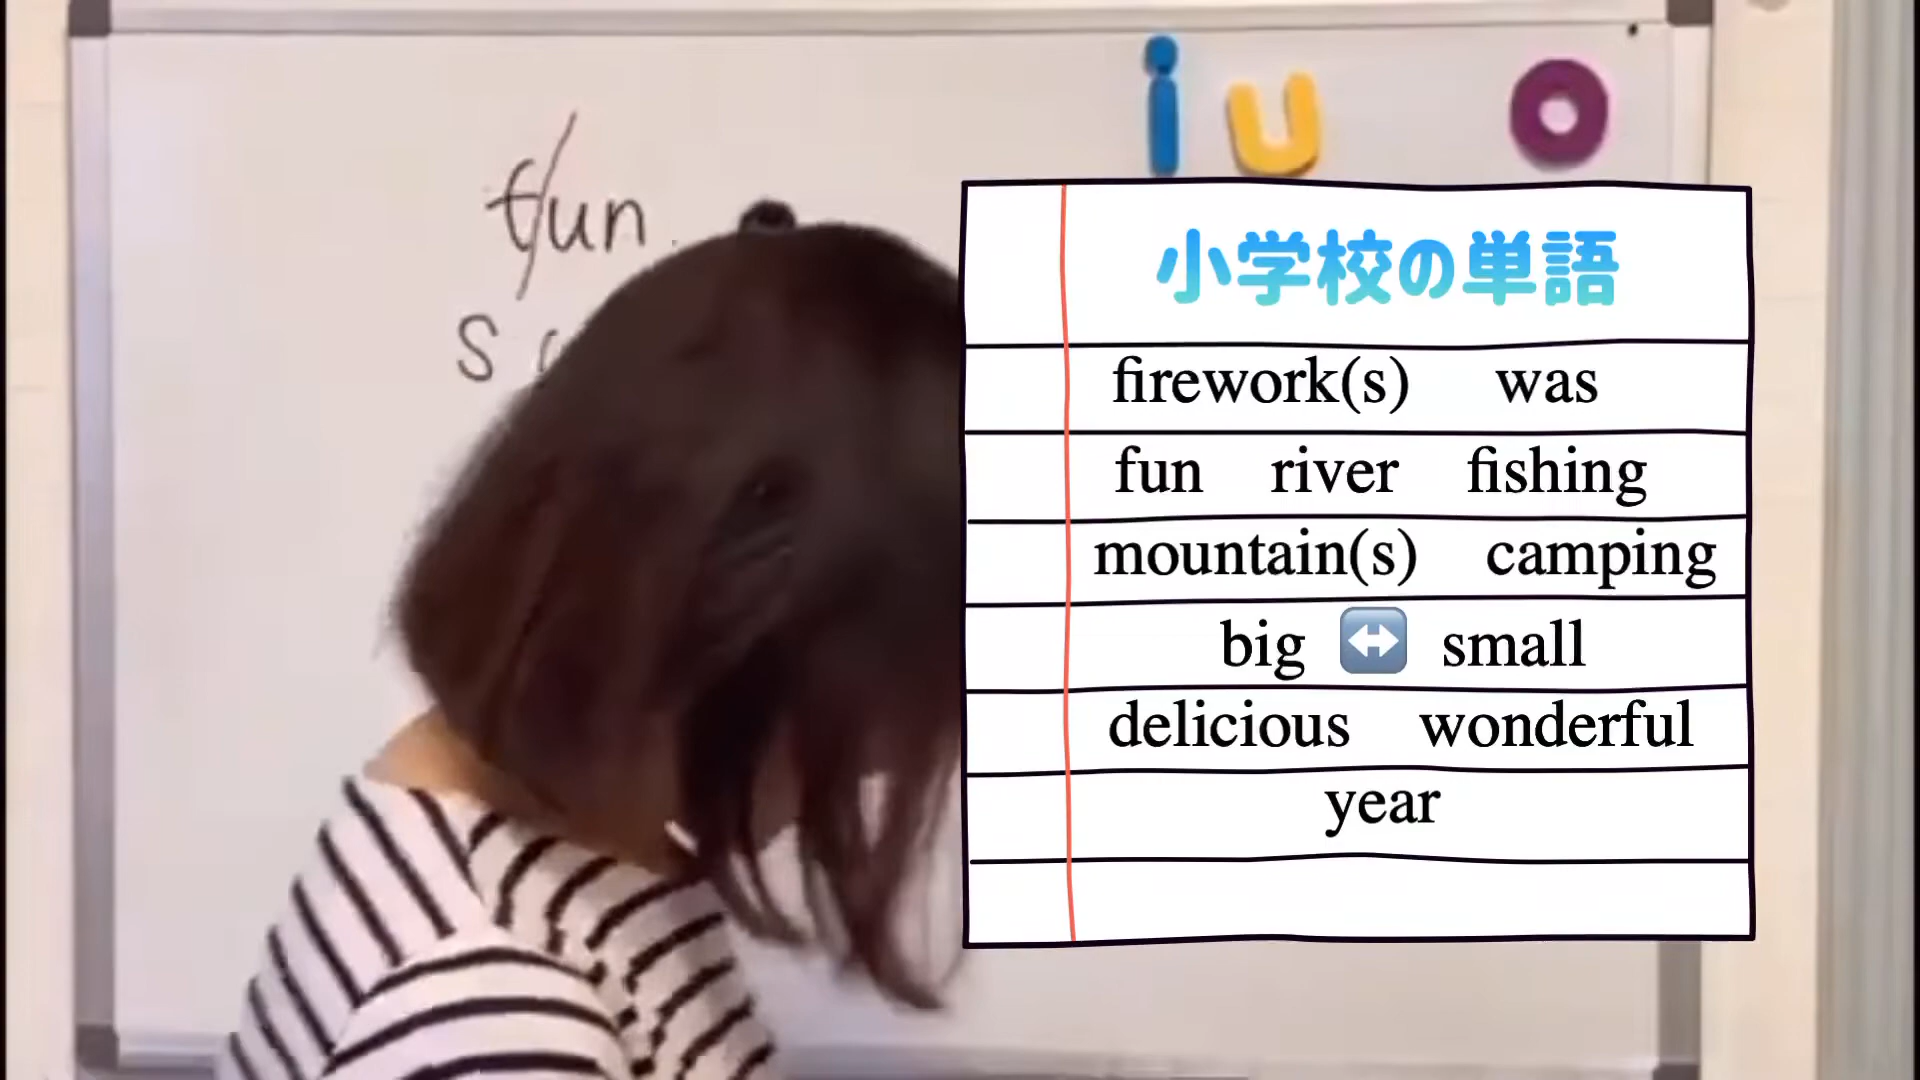 i u o
fun
s
小学校の単語
firework(s) was
fun river fishing
mountain(s) camping
big ↔ small
delicious wonderful
year